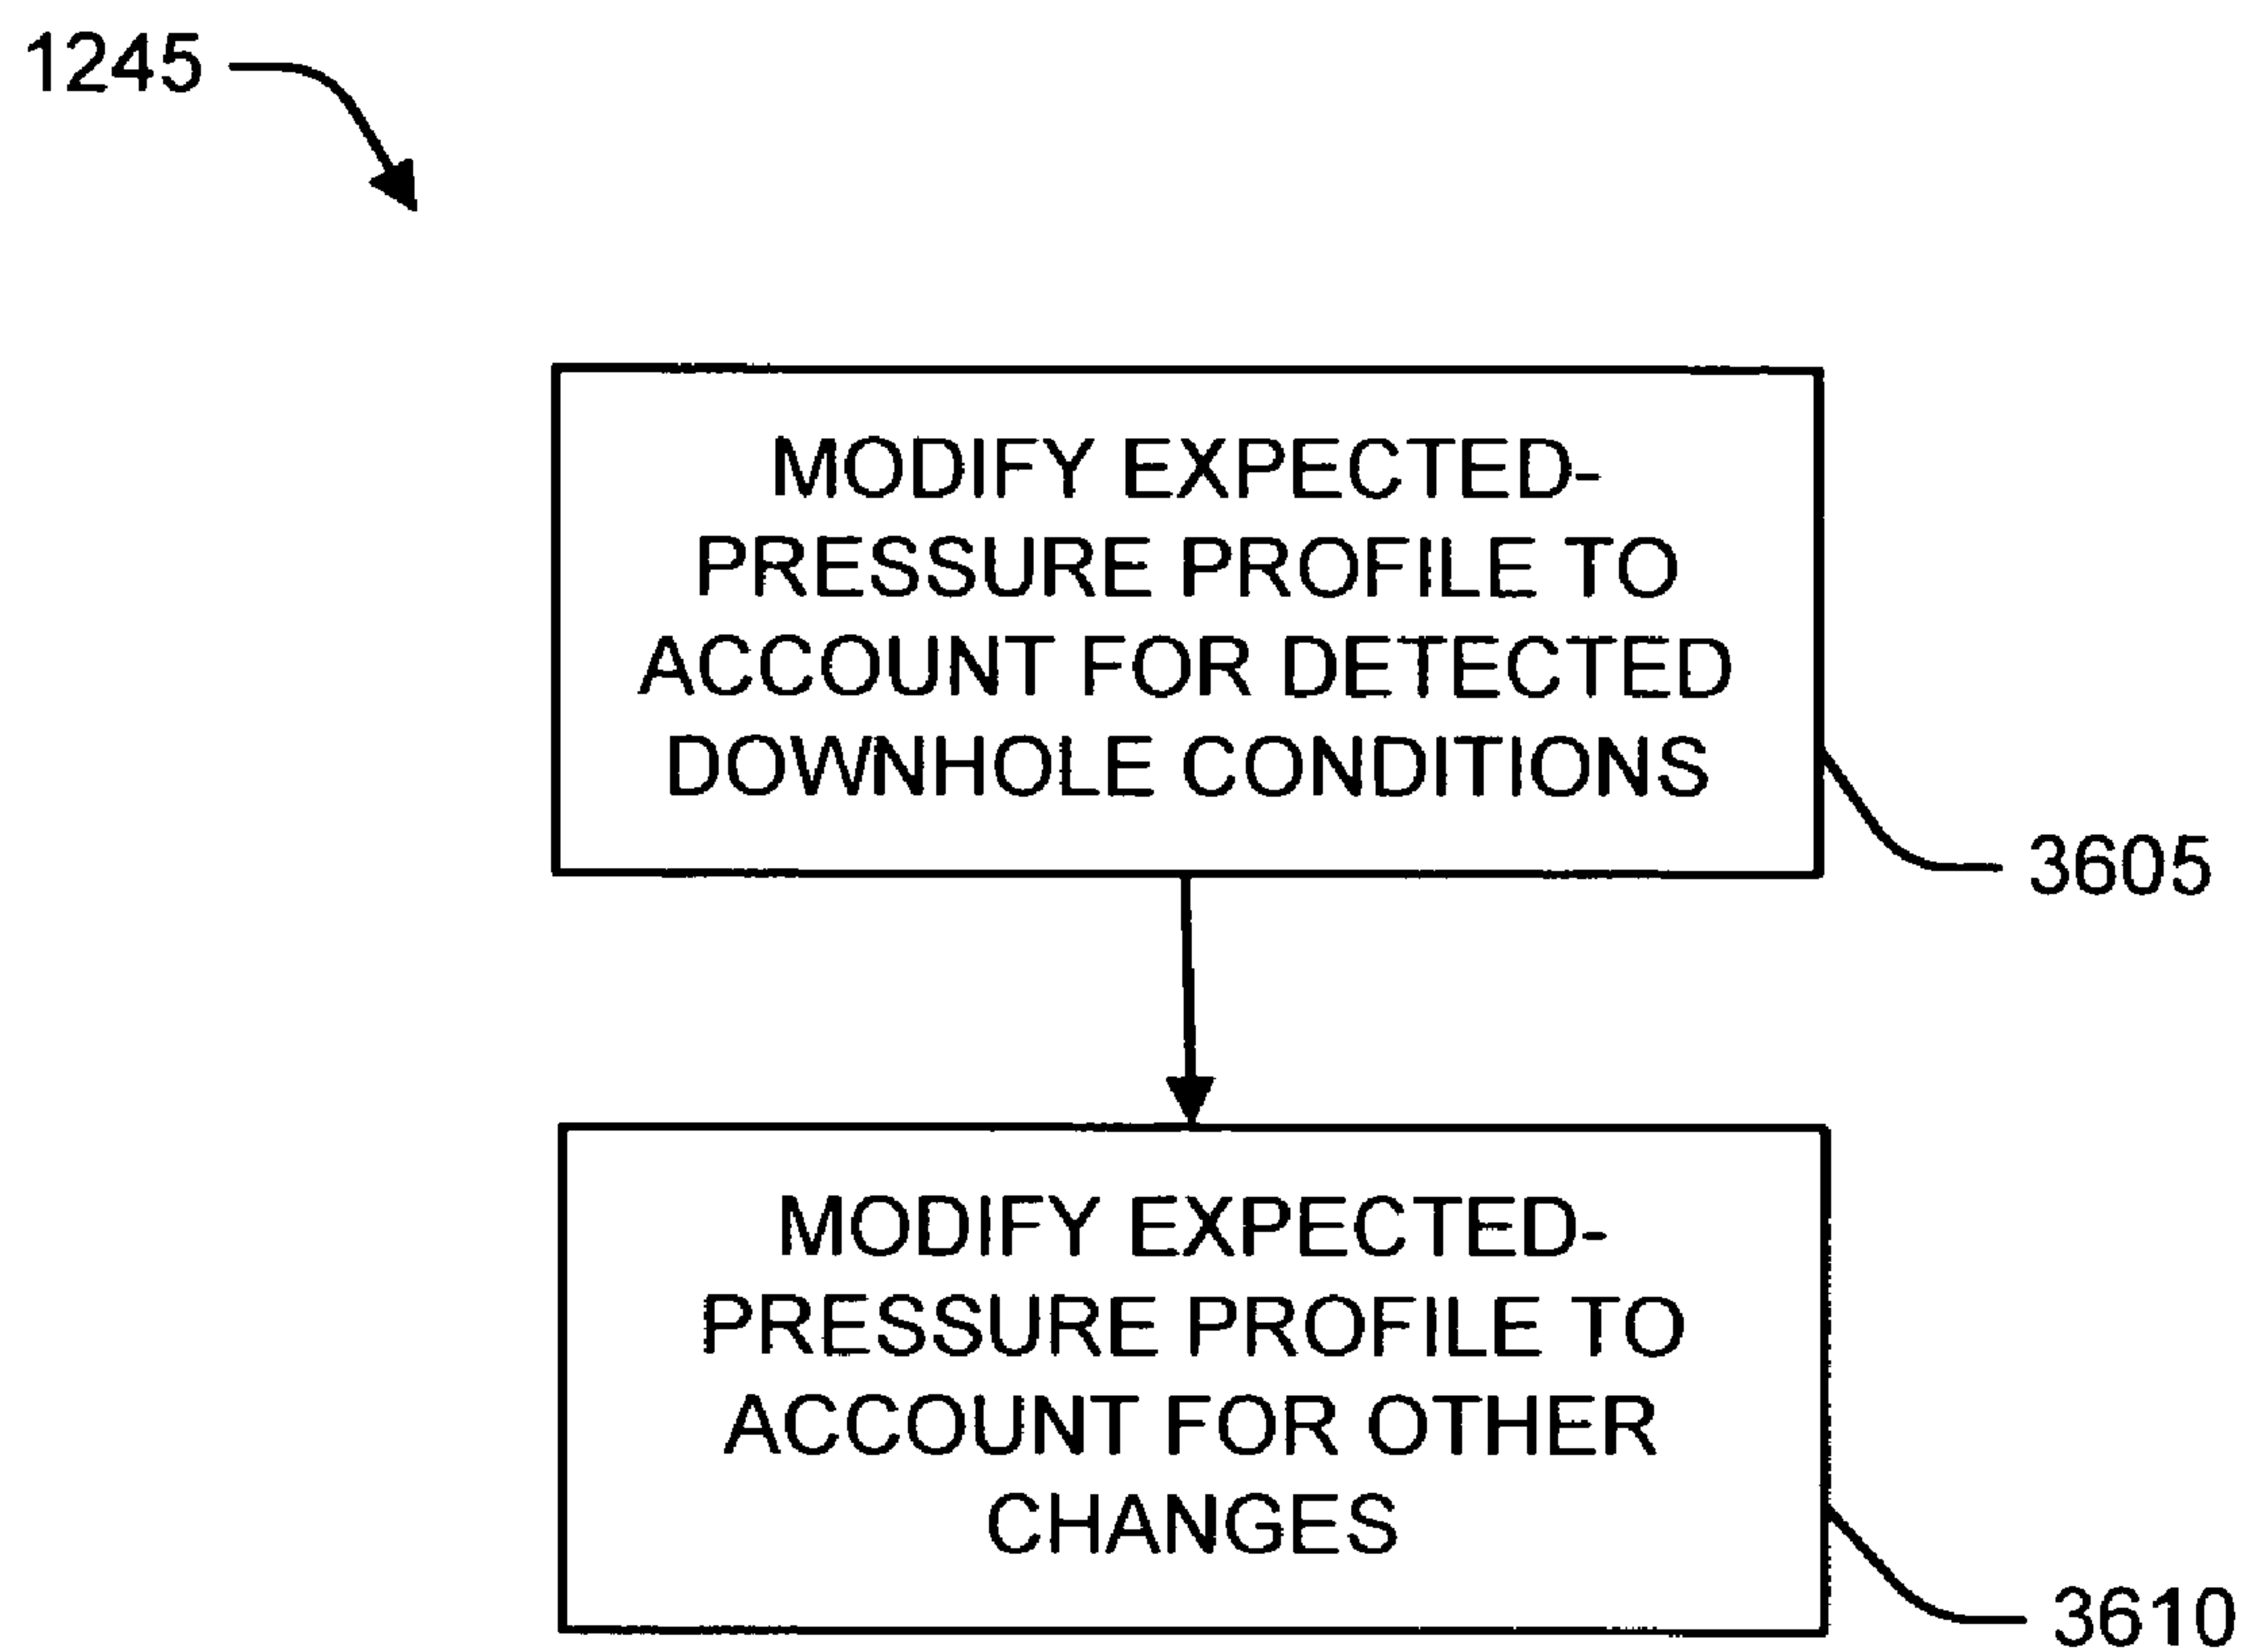 1245
MODIFY EXPECTED-
PRESSURE PROFILE TO
ACCOUNT FOR DETECTED
DOWNHOLE CONDITIONS
3605
MODIFY EXPECTED-
PRESSURE PROFILE TO
ACCOUNT FOR OTHER
CHANGES
3610